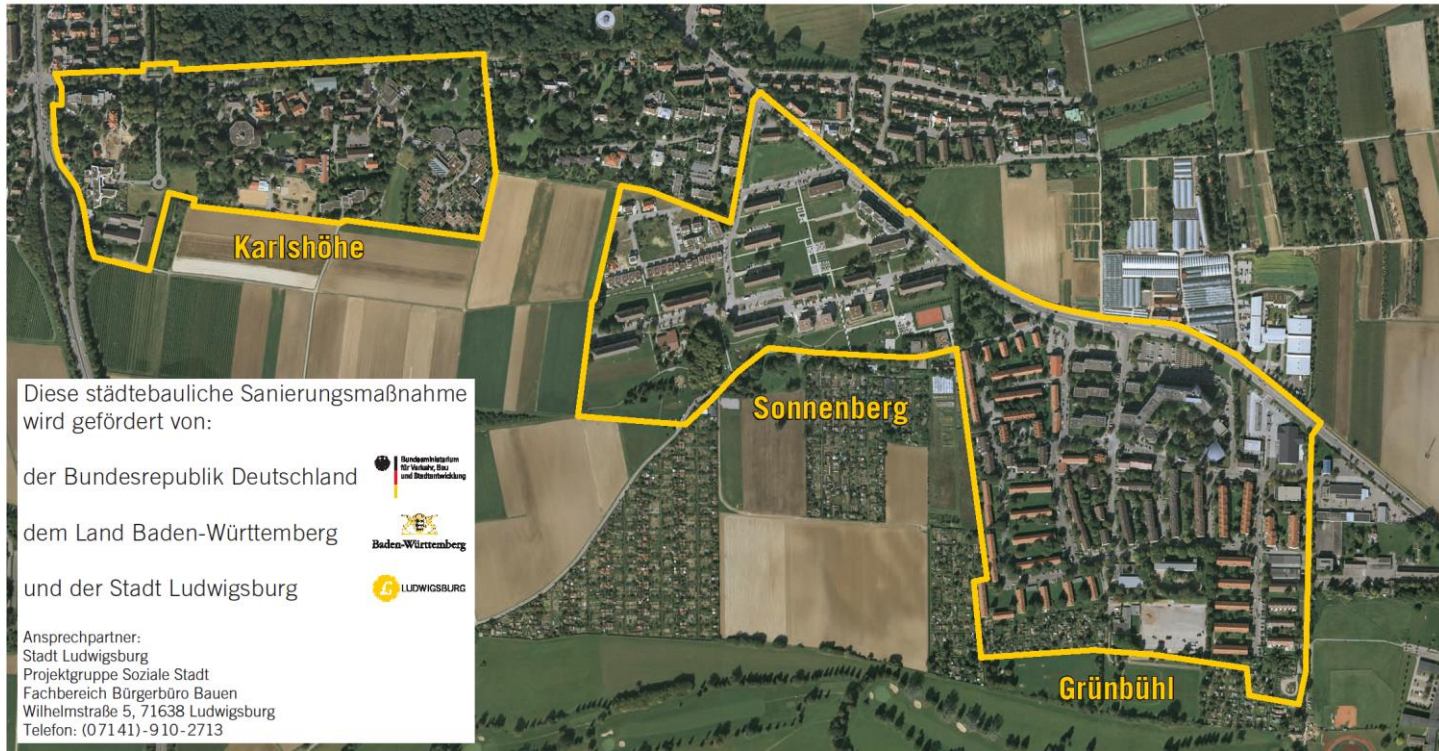 Karlshöhe
Sonnenberg
Grünbühl
Diese städtebauliche Sanierungsmaßnahme
wird gefördert von:
der Bundesrepublik Deutschland
Bundesministerium
für Verkehr, Bau
und Stadtentwicklung
dem Land Baden-Württemberg
Baden-Württemberg
und der Stadt Ludwigsburg
L LUDWIGSBURG
Ansprechpartner:
Stadt Ludwigsburg
Projektgruppe Soziale Stadt
Fachbereich Bürgerbüro Bauen
Wilhelmstraße 5, 71638 Ludwigsburg
Telefon: (07141)-910-2713